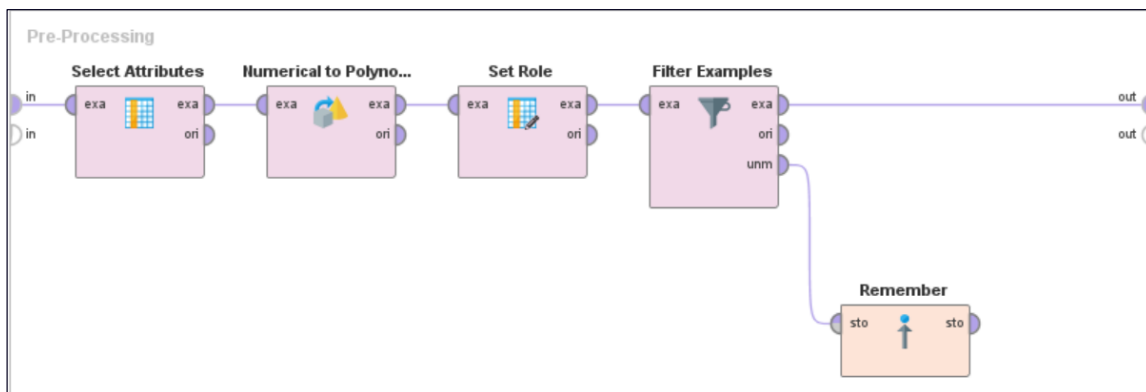 Pre-Processing
Select Attributes Numerical to Polyno... Set Role Filter Examples
in exa exa exa exa exa exa exa exa out
in ori ori ori ori out
unm
Remember
sto sto